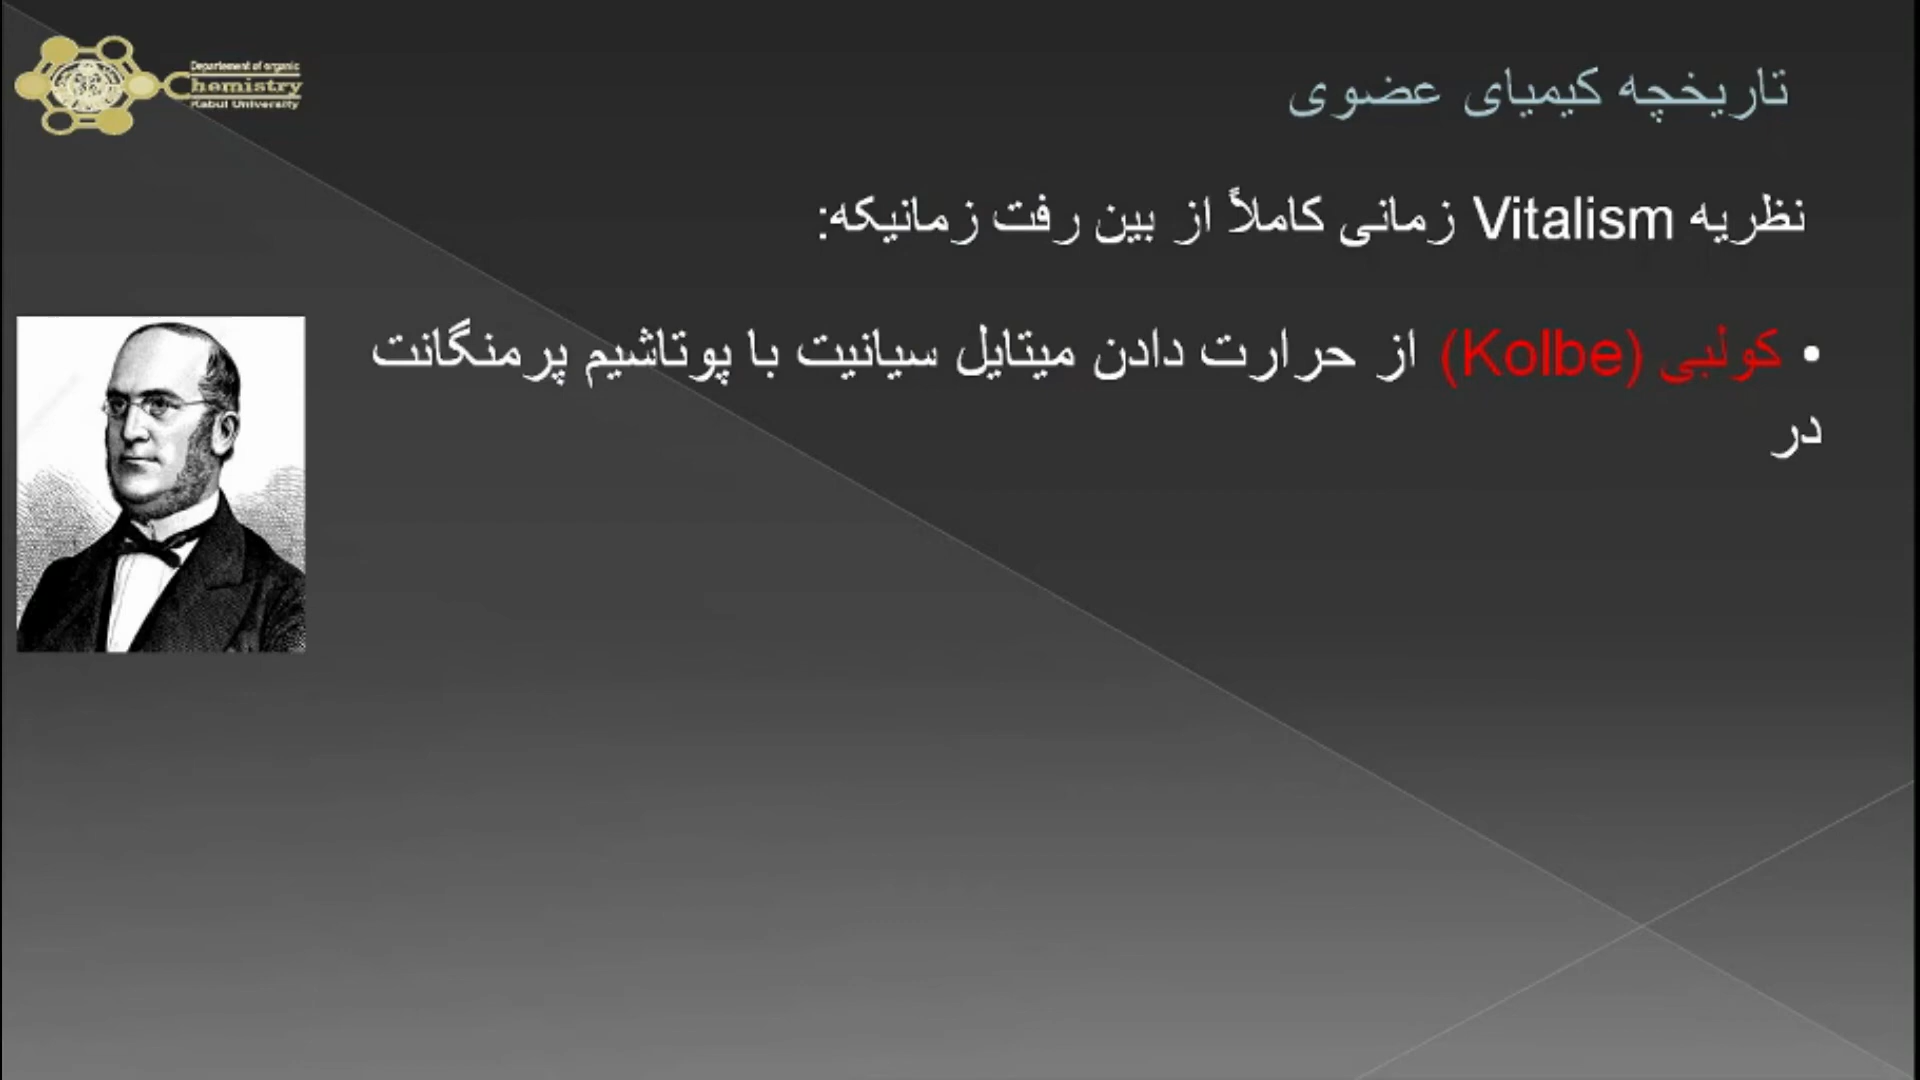 Departement of organic
Chemistry
Kabul University
تاریخچه کیمیای عضوی
نظریه Vitalism زمانی کاملاً از بین رفت زمانیکه:
• کولبی (Kolbe) از حرارت دادن میتایل سیانیت با پوتاشیم پرمنگانت
در